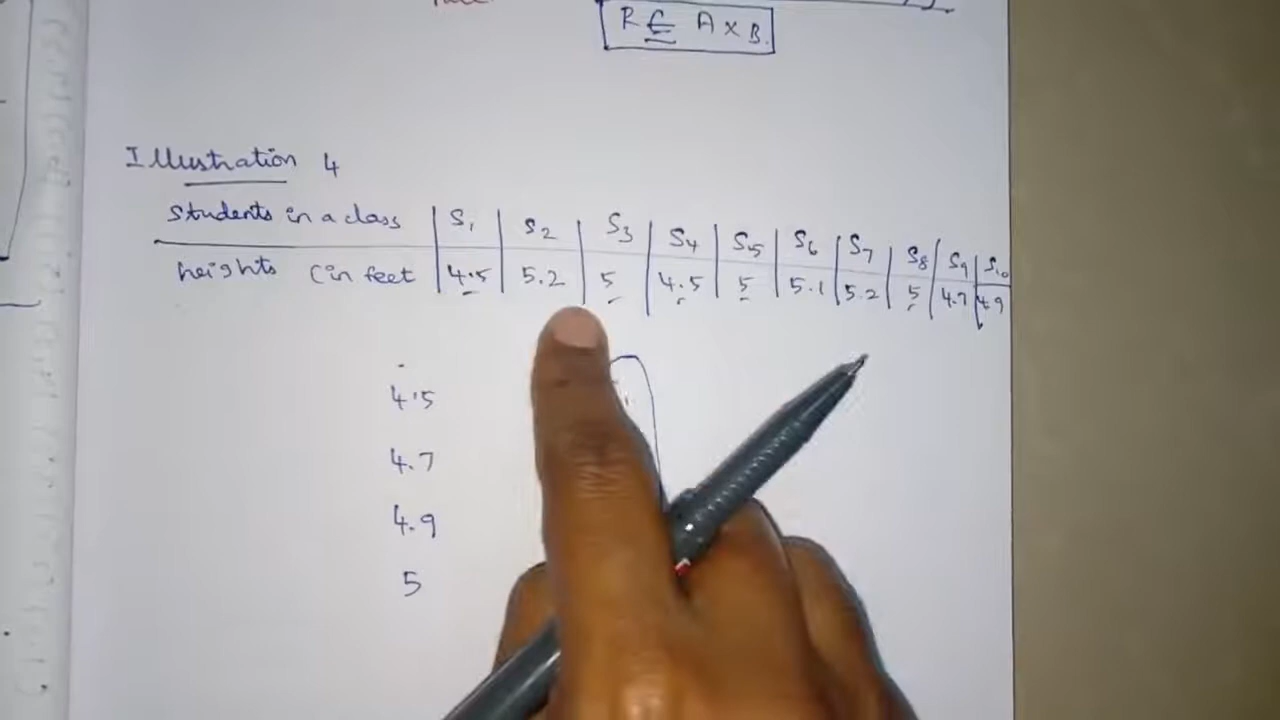 R ⊆ A × B.
Illustration 4
Students in a class | S1 | S2 | S3 | S4 | S5 | S6 | S7 | S8 | S9 | S10
heights (in feet | 4.5 | 5.2 | 5 | 4.5 | 5 | 5.1 | 5.2 | 5 | 4.7 | 4.9
4.5
4.7
4.9
5